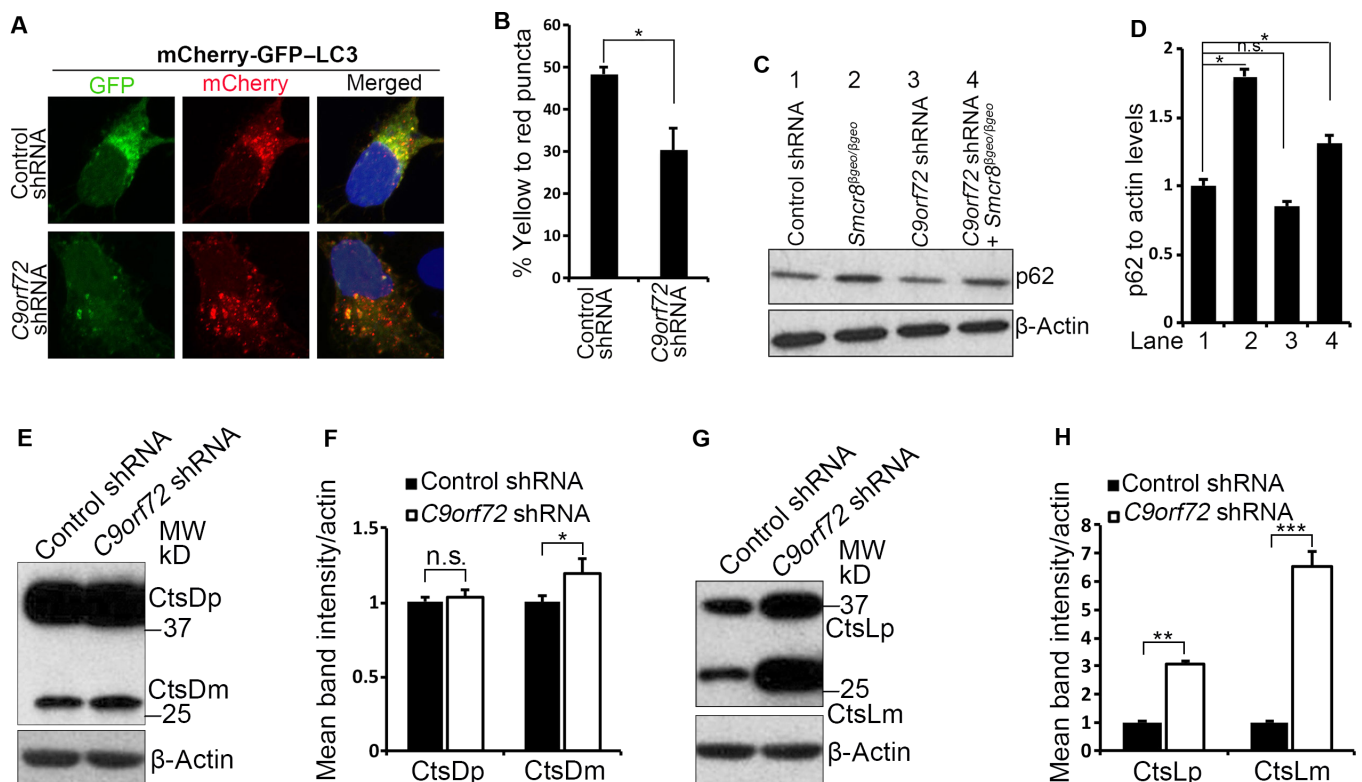 A
mCherry-GFP–LC3
GFP mCherry Merged
Control
shRNA
C9orf72
shRNA
B
% Yellow to red puncta
60
50
40
30
20
10
0
*
Control
shRNA
C9orf72
shRNA
C
1 2 3 4
Control shRNA
Smcr8βgeo/βgeo
C9orf72 shRNA
C9orf72 shRNA
+ Smcr8βgeo/βgeo
p62
β-Actin
D
p62 to actin levels
2
1.5
1
0.5
0
*
n.s.
*
Lane 1 2 3 4
E
Control shRNA
C9orf72 shRNA
MW
kD
CtsDp
37
CtsDm
25
β-Actin
F
Control shRNA
C9orf72 shRNA
Mean band intensity/actin
1.5
1
0.5
0
n.s.
*
CtsDp CtsDm
G
Control shRNA
C9orf72 shRNA
MW
kD
37
CtsLp
25
CtsLm
β-Actin
H
Control shRNA
C9orf72 shRNA
Mean band intensity/actin
8
7
6
5
4
3
2
1
0
**
***
CtsLp CtsLm